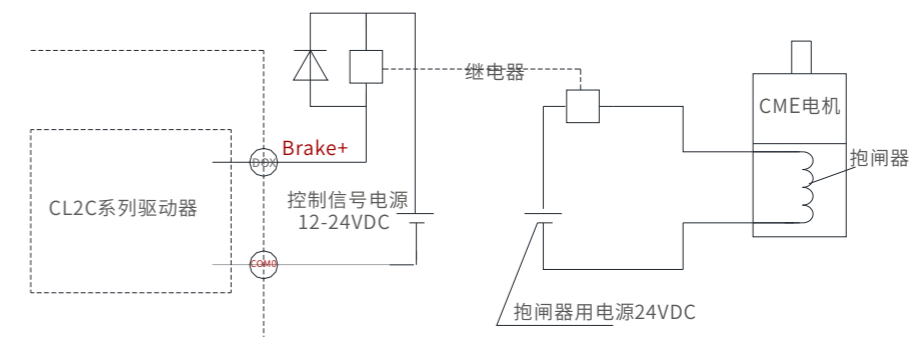 继电器
CME电机
Brake+
DOX
抱闸器
CL2C系列驱动器
控制信号电源
12-24VDC
COM0
抱闸器用电源24VDC